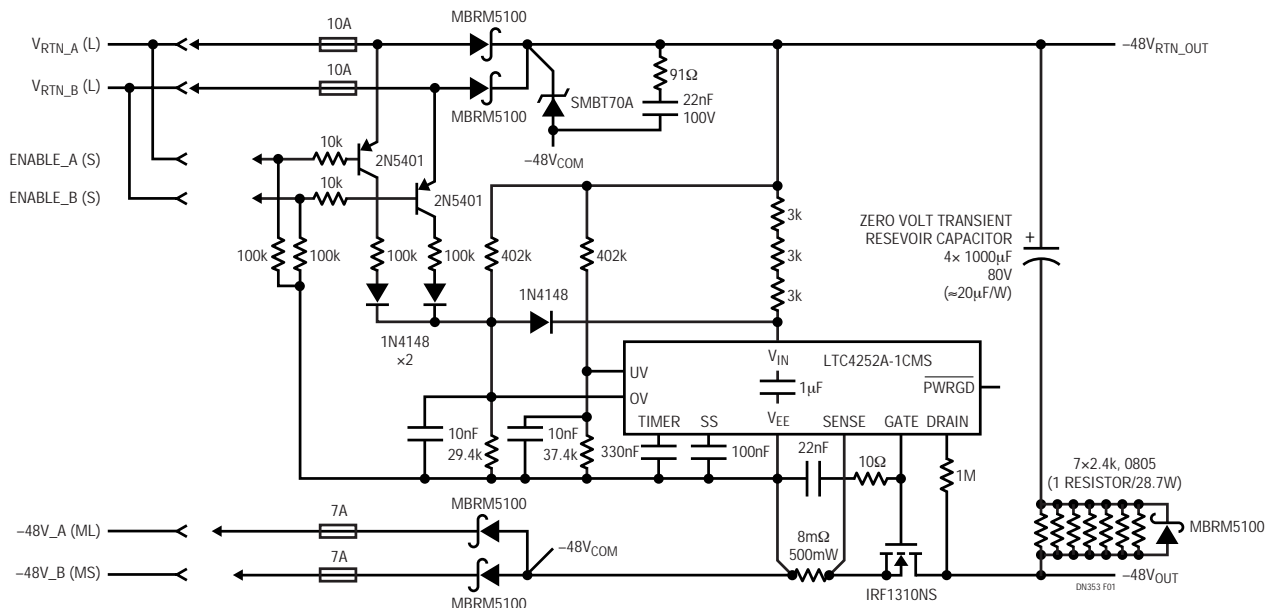 MBRM5100
10A
V_RTN_A (L)
−48V_RTN_OUT
10A
V_RTN_B (L)
91Ω
22nF
100V
SMBT70A
MBRM5100
−48V_COM
10k
ENABLE_A (S)
2N5401
10k
ENABLE_B (S)
2N5401
3k
ZERO VOLT TRANSIENT
RESEVOIR CAPACITOR
4× 1000µF
80V
(≈20µF/W)
+
100k
100k
100k
100k
402k
402k
3k
3k
1N4148
1N4148
×2
V_IN
LTC4252A-1CMS
UV
1µF
PWRGD
OV
V_EE
TIMER
SS
SENSE
GATE
DRAIN
10nF
29.4k
10nF
37.4k
330nF
100nF
22nF
10Ω
1M
7×2.4k, 0805
(1 RESISTOR/28.7W)
MBRM5100
MBRM5100
7A
−48V_A (ML)
−48V_COM
8mΩ
500mW
7A
−48V_B (MS)
−48V_OUT
MBRM5100
IRF1310NS
DN353 F01